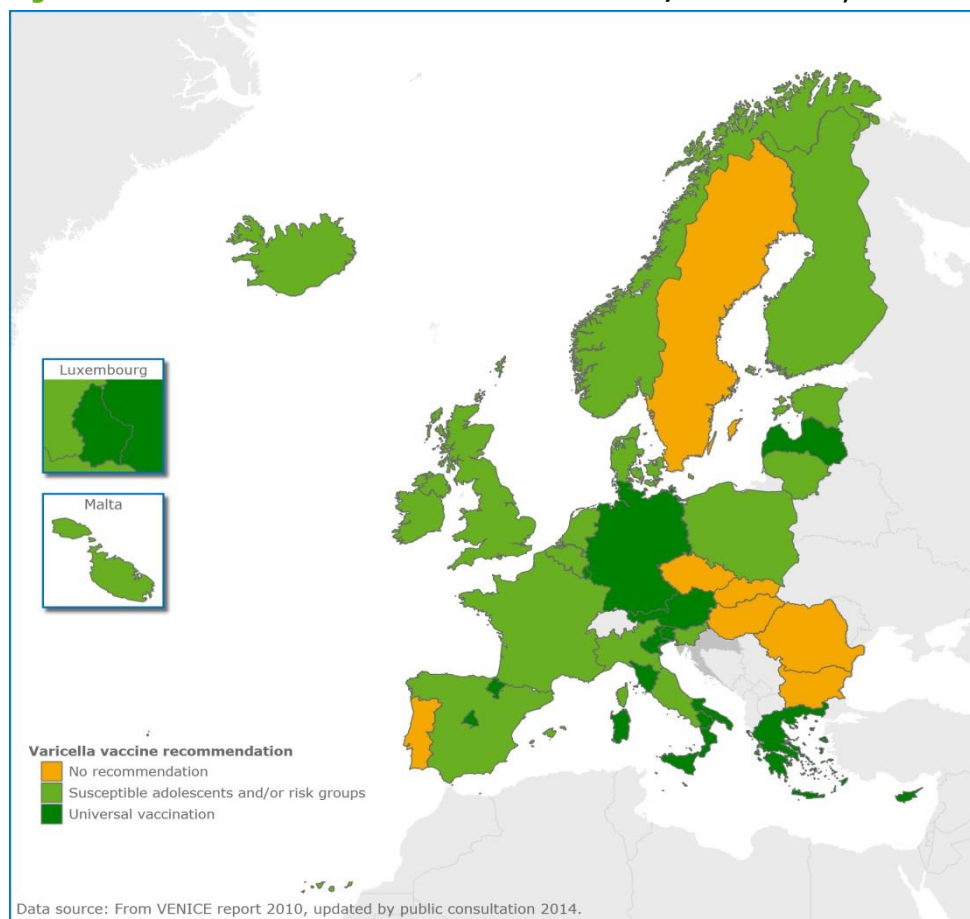 Luxembourg
Malta
Varicella vaccine recommendation
No recommendation
Susceptible adolescents and/or risk groups
Universal vaccination
Data source: From VENICE report 2010, updated by public consultation 2014.